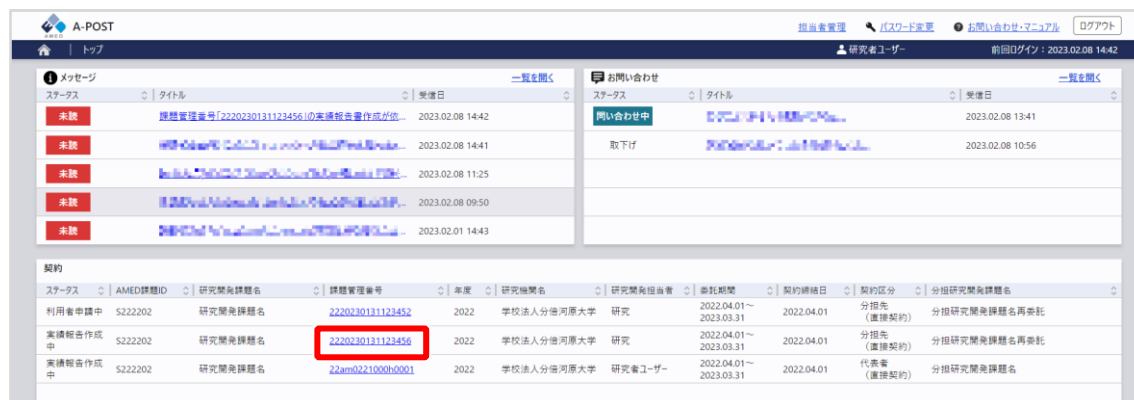 AMED A-POST 担当者管理 パスワード変更 お問い合わせ・マニュアル ログアウト
トップ 研究者ユーザー 前回ログイン：2023.02.08 14:42
メッセージ 一覧を開く
ステータス タイトル 受信日
未読 課題管理番号「2220230131123456」の実績報告書作成が依... 2023.02.08 14:42
未読 2023.02.08 14:41
未読 2023.02.08 11:25
未読 2023.02.08 09:50
未読 2023.02.01 14:43
お問い合わせ 一覧を開く
ステータス タイトル 受信日
問い合わせ中 2023.02.08 13:41
取下げ 2023.02.08 10:56
契約
ステータス AMED課題ID 研究開発課題名 課題管理番号 年度 研究機関名 研究開発担当者 委託期間 契約締結日 契約区分 分担研究開発課題名
利用者申請中 S222202 研究開発課題名 2220230131123452 2022 学校法人分倍河原大学 研究 2022.04.01～
2023.03.31 2022.04.01 分担先
（直接契約） 分担研究開発課題名再委託
実績報告作成
中 S222202 研究開発課題名 2220230131123456 2022 学校法人分倍河原大学 研究 2022.04.01～
2023.03.31 2022.04.01 分担先
（直接契約） 分担研究開発課題名再委託
実績報告作成
中 S222202 研究開発課題名 22am0221000h0001 2022 学校法人分倍河原大学 研究者ユーザー 2022.04.01～
2023.03.31 2022.04.01 代表者
（直接契約） 分担研究開発課題名